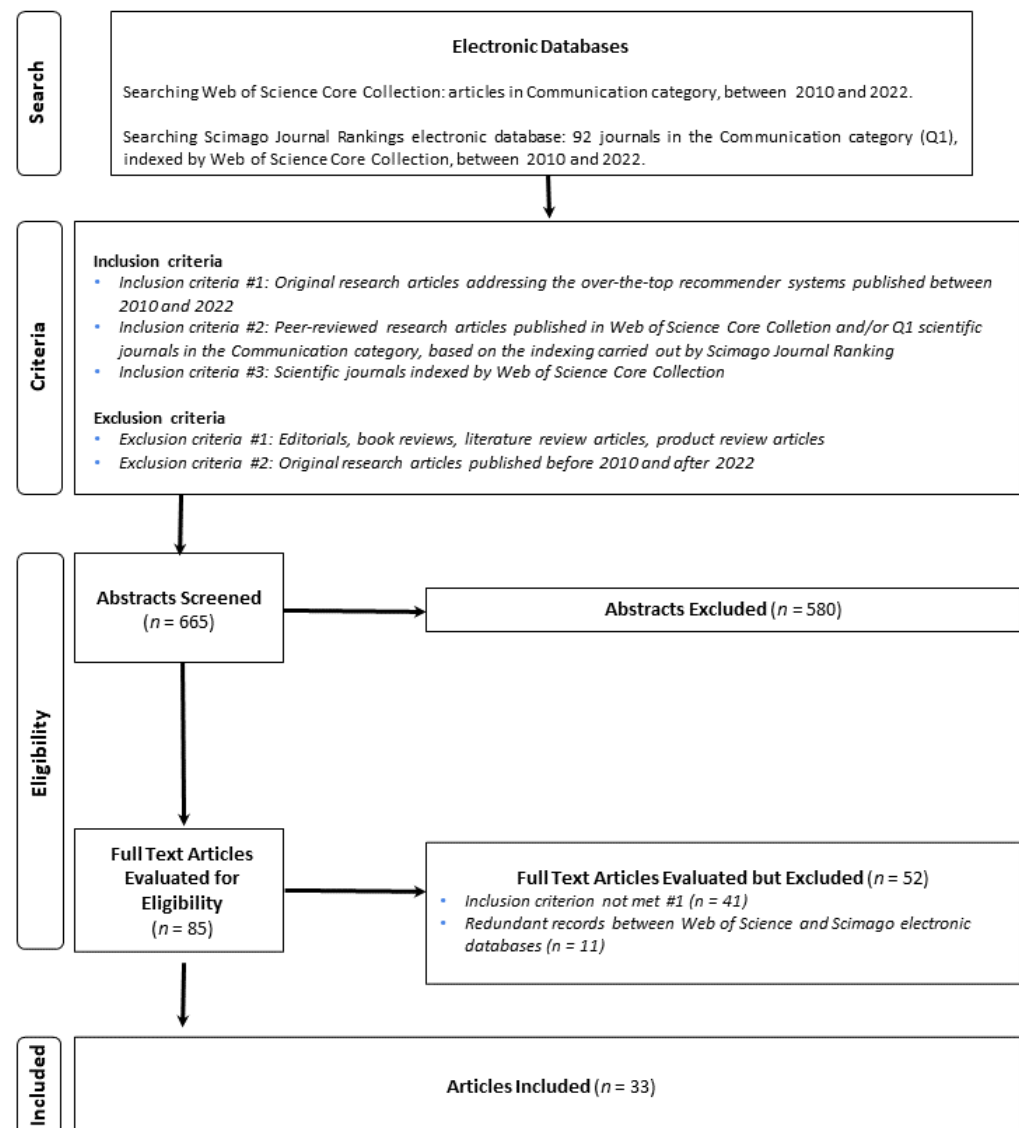 Search
Electronic Databases
Searching Web of Science Core Collection: articles in Communication category, between 2010 and 2022.
Searching Scimago Journal Rankings electronic database: 92 journals in the Communication category (Q1),
indexed by Web of Science Core Collection, between 2010 and 2022.
Criteria
Inclusion criteria
• Inclusion criteria #1: Original research articles addressing the over-the-top recommender systems published between
2010 and 2022
• Inclusion criteria #2: Peer-reviewed research articles published in Web of Science Core Colletion and/or Q1 scientific
journals in the Communication category, based on the indexing carried out by Scimago Journal Ranking
• Inclusion criteria #3: Scientific journals indexed by Web of Science Core Collection
Exclusion criteria
• Exclusion criteria #1: Editorials, book reviews, literature review articles, product review articles
• Exclusion criteria #2: Original research articles published before 2010 and after 2022
Eligibility
Abstracts Screened
(n = 665)
Abstracts Excluded (n = 580)
Full Text Articles
Evaluated for
Eligibility
(n = 85)
Full Text Articles Evaluated but Excluded (n = 52)
• Inclusion criterion not met #1 (n = 41)
• Redundant records between Web of Science and Scimago electronic
databases (n = 11)
Included
Articles Included (n = 33)